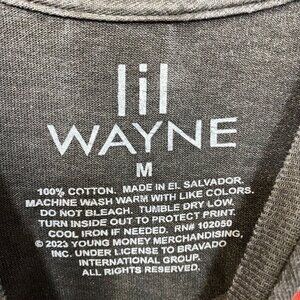 lil
WAYNE
M
100% COTTON. MADE IN EL SALVADOR.
MACHINE WASH WARM WITH LIKE COLORS.
DO NOT BLEACH. TUMBLE DRY LOW.
TURN INSIDE OUT TO PROTECT PRINT.
COOL IRON IF NEEDED. RN# 102050
© 2023 YOUNG MONEY MERCHANDISING,
INC. UNDER LICENSE TO BRAVADO
INTERNATIONAL GROUP.
ALL RIGHTS RESERVED.